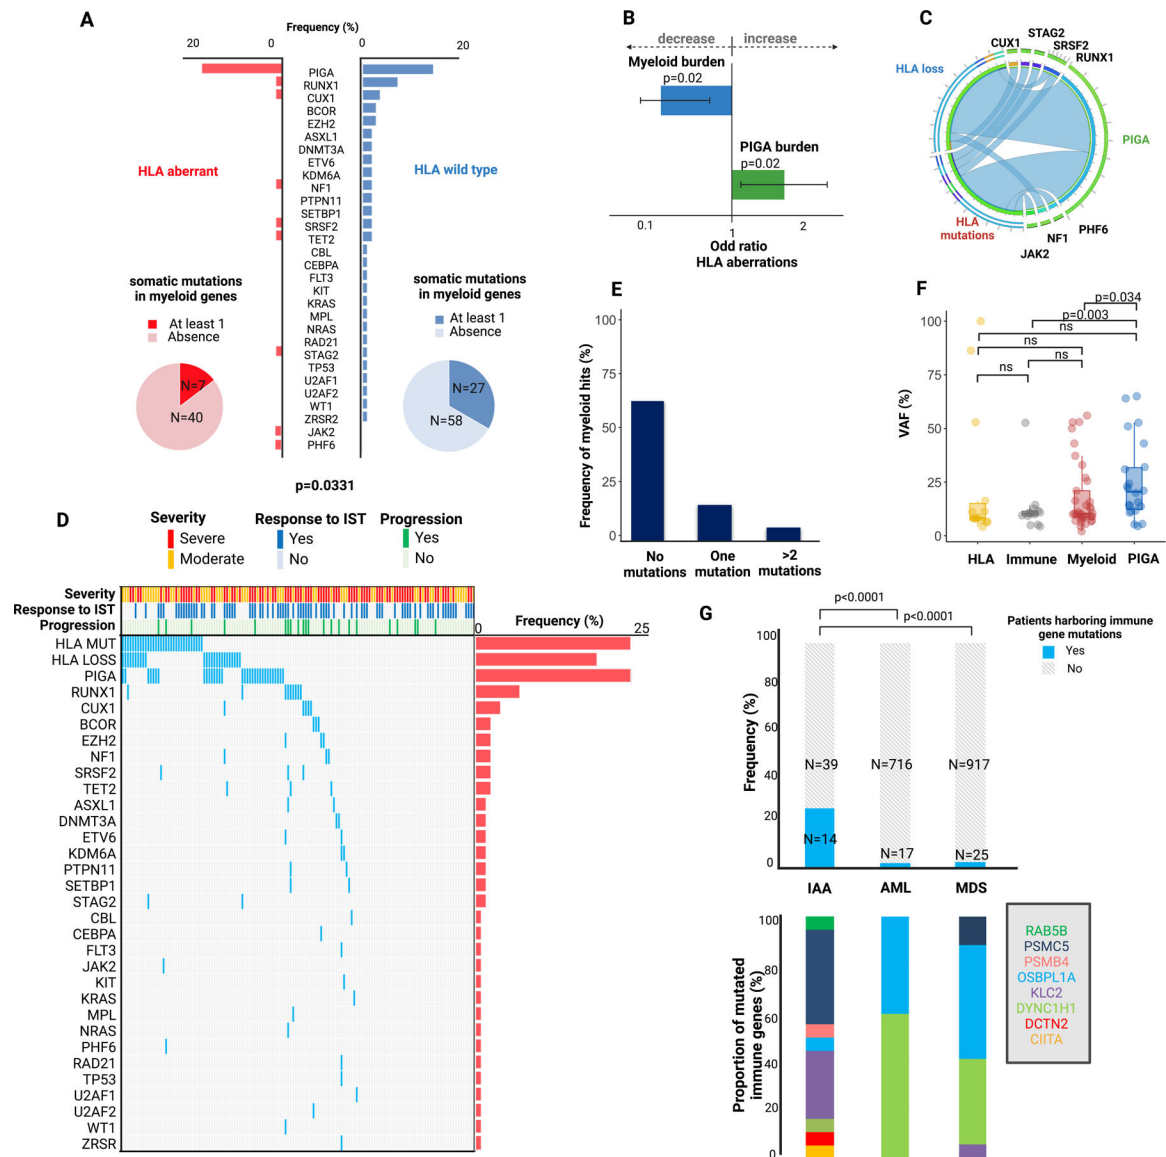 A
Frequency (%)
20
0
0
20
PIGA
RUNX1
CUX1
BCOR
EZH2
ASXL1
DNMT3A
ETV6
KDM6A
NF1
PTPN11
SETBP1
SRSF2
TET2
CBL
CEBPA
FLT3
KIT
KRAS
MPL
NRAS
RAD21
STAG2
TP53
U2AF1
U2AF2
WT1
ZRSR2
JAK2
PHF6
HLA aberrant
HLA wild type
somatic mutations
in myeloid genes
At least 1
Absence
N=7
N=40
somatic mutations
in myeloid genes
At least 1
Absence
N=27
N=58
p=0.0331
B
decrease
increase
Myeloid burden
p=0.02
PIGA burden
p=0.02
0.1
1
2
Odd ratio
HLA aberrations
C
CUX1
STAG2
SRSF2
RUNX1
HLA loss
PIGA
HLA
mutations
PHF6
NF1
JAK2
D
Severity
Severe
Moderate
Response to IST
Yes
No
Progression
Yes
No
Severity
Response to IST
Progression
0
Frequency (%)
25
HLA MUT
HLA LOSS
PIGA
RUNX1
CUX1
BCOR
EZH2
NF1
SRSF2
TET2
ASXL1
DNMT3A
ETV6
KDM6A
PTPN11
SETBP1
STAG2
CBL
CEBPA
FLT3
JAK2
KIT
KRAS
MPL
NRAS
PHF6
RAD21
TP53
U2AF1
U2AF2
WT1
ZRSR
E
Frequency of myeloid hits (%)
100
75
50
25
0
No
mutations
One
mutation
>2
mutations
F
p=0.034
p=0.003
ns
ns
ns
ns
VAF (%)
100
75
50
25
0
HLA
Immune
Myeloid
PIGA
G
p<0.0001
p<0.0001
Patients harboring immune
gene mutations
Yes
No
Frequency (%)
100
80
60
40
20
0
N=39
N=716
N=917
N=14
N=17
N=25
IAA
AML
MDS
Proportion of mutated
immune genes (%)
100
80
60
40
20
0
RAB5B
PSMC5
PSMB4
OSBPL1A
KLC2
DYNC1H1
DCTN2
CIITA